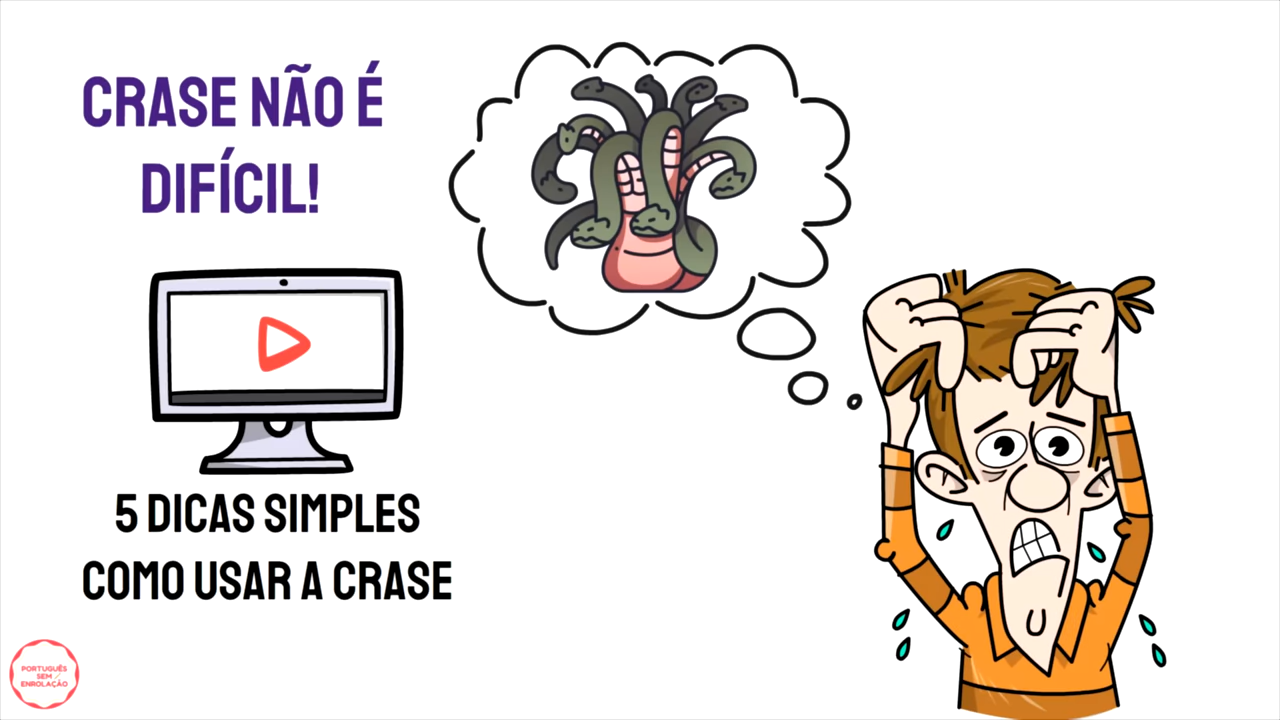 CRASE NÃO É
DIFÍCIL!
5 DICAS SIMPLES
COMO USAR A CRASE
PORTUGUÊS
SEM
ENROLAÇÃO